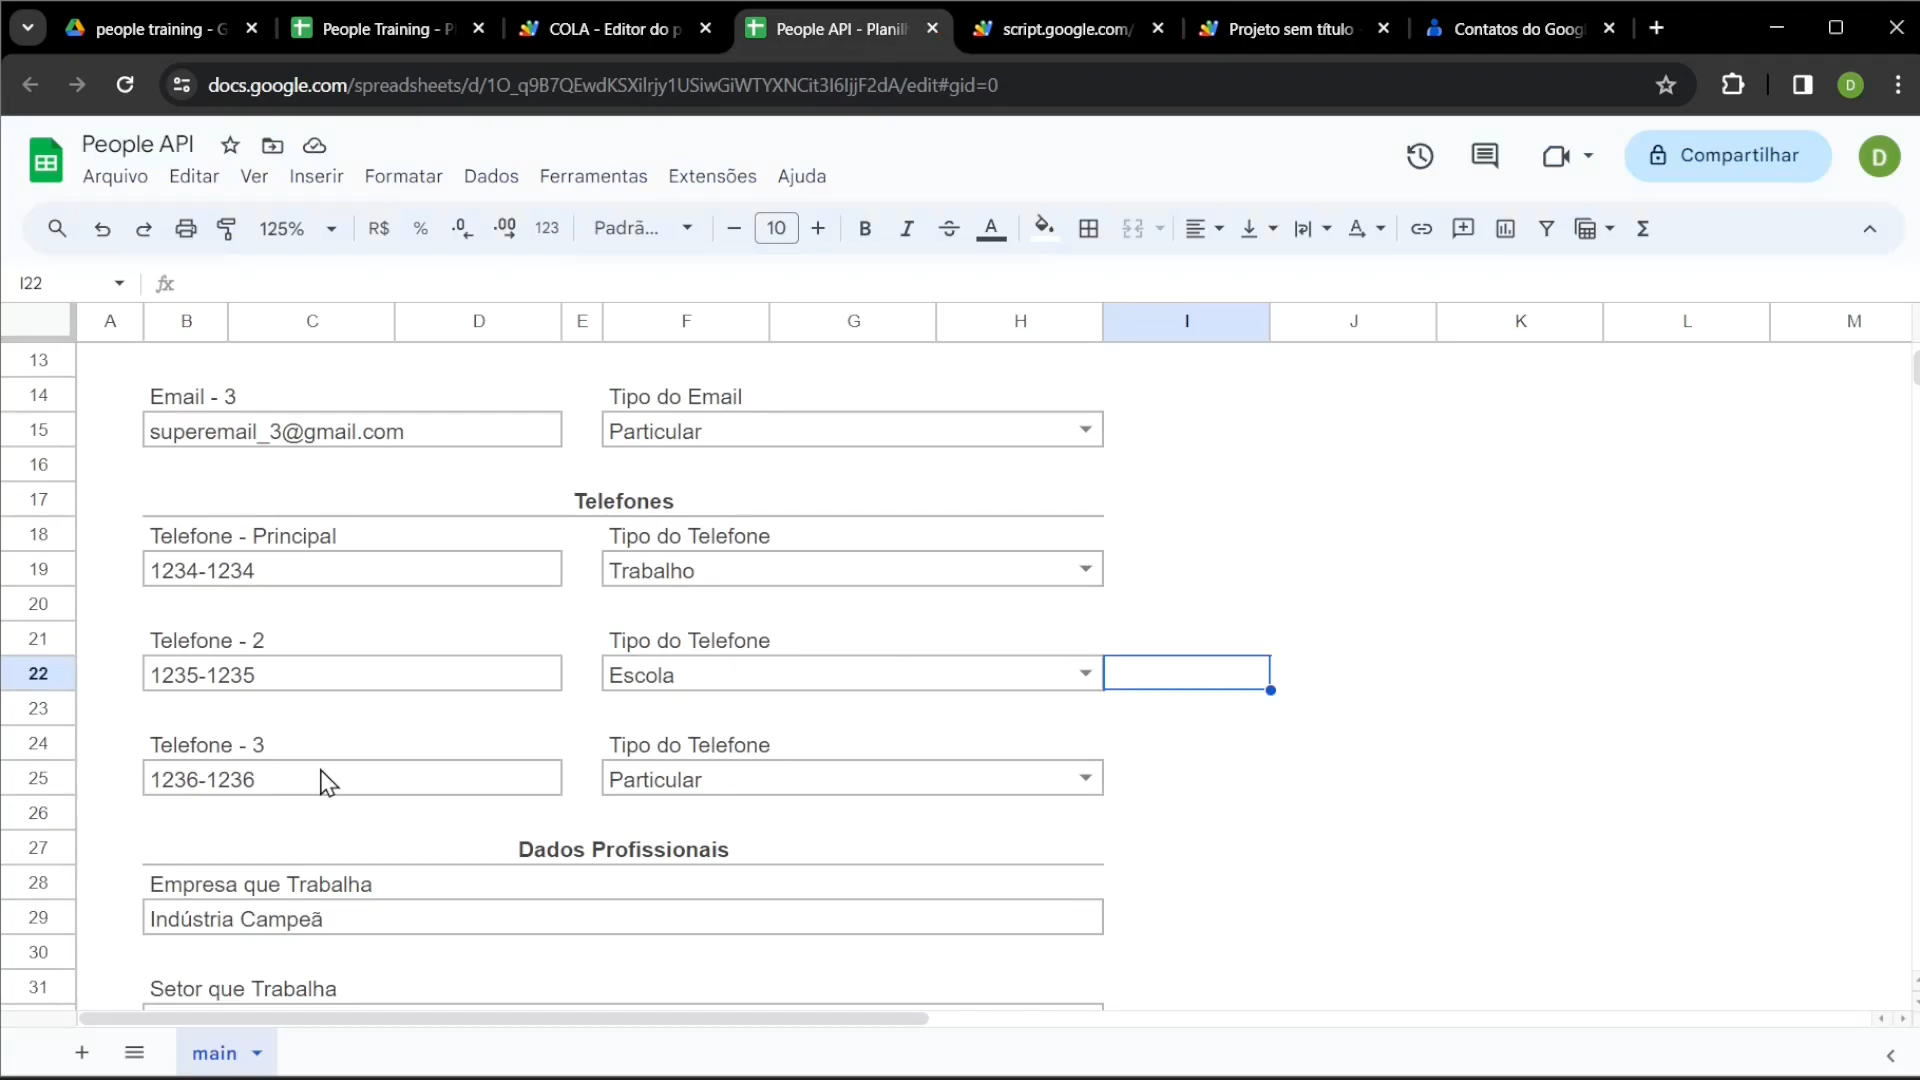 people training - G
People Training - P
COLA - Editor do p
People API - Planil
script.google.com/
Projeto sem título
Contatos do Goog
docs.google.com/spreadsheets/d/1O_q9B7QEwdKSXilrjy1USiwGiWTYXNCit3I6IjjF2dA/edit#gid=0
D
People API
Compartilhar
D
Arquivo Editar Ver Inserir Formatar Dados Ferramentas Extensões Ajuda
125% R$ % .0 .00 123 Padrã... 10 B I A
I22
fx
A B C D E F G H I J K L M
13
14 Email - 3 Tipo do Email
15 superemail_3@gmail.com Particular
16
17 Telefones
18 Telefone - Principal Tipo do Telefone
19 1234-1234 Trabalho
20
21 Telefone - 2 Tipo do Telefone
22 1235-1235 Escola
23
24 Telefone - 3 Tipo do Telefone
25 1236-1236 Particular
26
27 Dados Profissionais
28 Empresa que Trabalha
29 Indústria Campeã
30
31 Setor que Trabalha
main